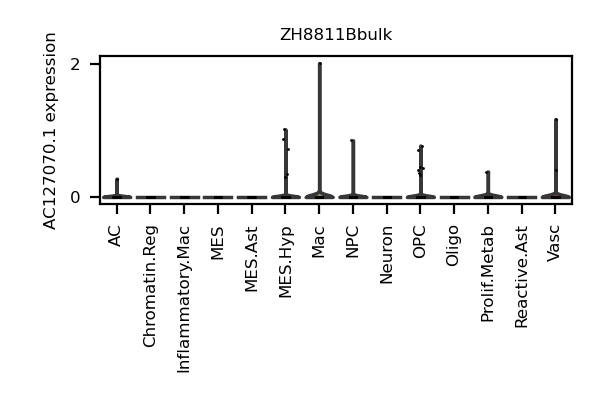 ZH8811Bbulk
AC127070.1 expression
2
0
AC
Chromatin.Reg
Inflammatory.Mac
MES
MES.Ast
MES.Hyp
Mac
NPC
Neuron
OPC
Oligo
Prolif.Metab
Reactive.Ast
Vasc